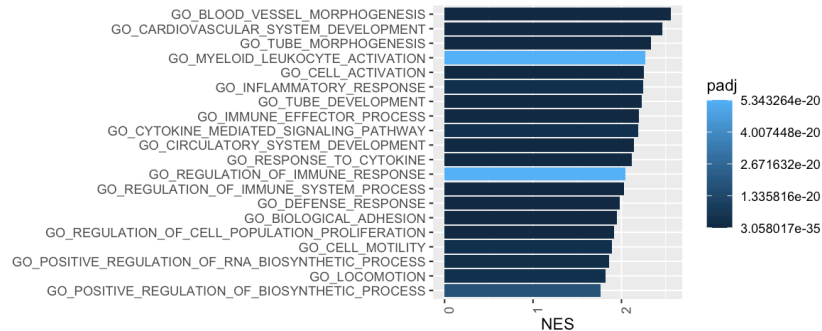 GO_BLOOD_VESSEL_MORPHOGENESIS
GO_CARDIOVASCULAR_SYSTEM_DEVELOPMENT
GO_TUBE_MORPHOGENESIS
GO_MYELOID_LEUKOCYTE_ACTIVATION
GO_CELL_ACTIVATION
GO_INFLAMMATORY_RESPONSE
GO_TUBE_DEVELOPMENT
GO_IMMUNE_EFFECTOR_PROCESS
GO_CYTOKINE_MEDIATED_SIGNALING_PATHWAY
GO_CIRCULATORY_SYSTEM_DEVELOPMENT
GO_RESPONSE_TO_CYTOKINE
GO_REGULATION_OF_IMMUNE_RESPONSE
GO_REGULATION_OF_IMMUNE_SYSTEM_PROCESS
GO_DEFENSE_RESPONSE
GO_BIOLOGICAL_ADHESION
GO_REGULATION_OF_CELL_POPULATION_PROLIFERATION
GO_CELL_MOTILITY
GO_POSITIVE_REGULATION_OF_RNA_BIOSYNTHETIC_PROCESS
GO_LOCOMOTION
GO_POSITIVE_REGULATION_OF_BIOSYNTHETIC_PROCESS
0
1
2
NES
padj
5.343264e-20
4.007448e-20
2.671632e-20
1.335816e-20
3.058017e-35